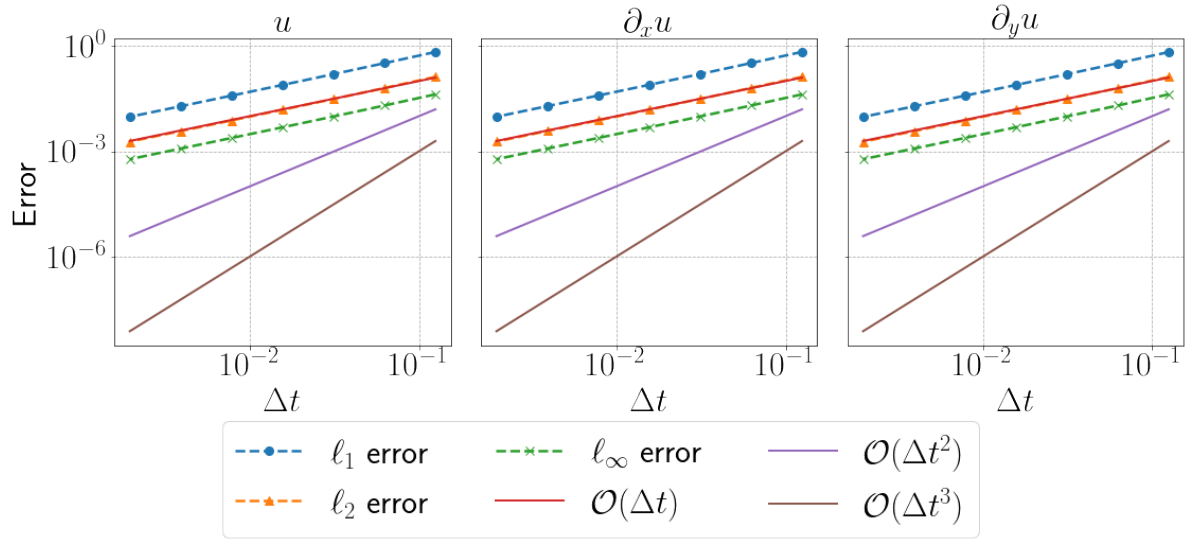 u
∂ₓu
∂ᵧu
Error
10⁰
10⁻³
10⁻⁶
10⁻² 10⁻¹
10⁻² 10⁻¹
10⁻² 10⁻¹
Δt
Δt
Δt
ℓ₁ error
ℓ∞ error
𝒪(Δt²)
ℓ₂ error
𝒪(Δt)
𝒪(Δt³)